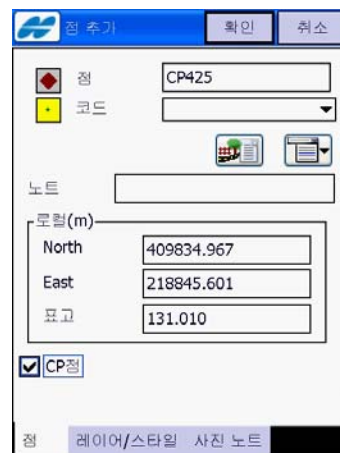 점 추가 확인 취소
점 CP425
코드
노트
로컬(m)
North 409834.967
East 218845.601
표고 131.010
CP점
점 레이어/스타일 사진 노트